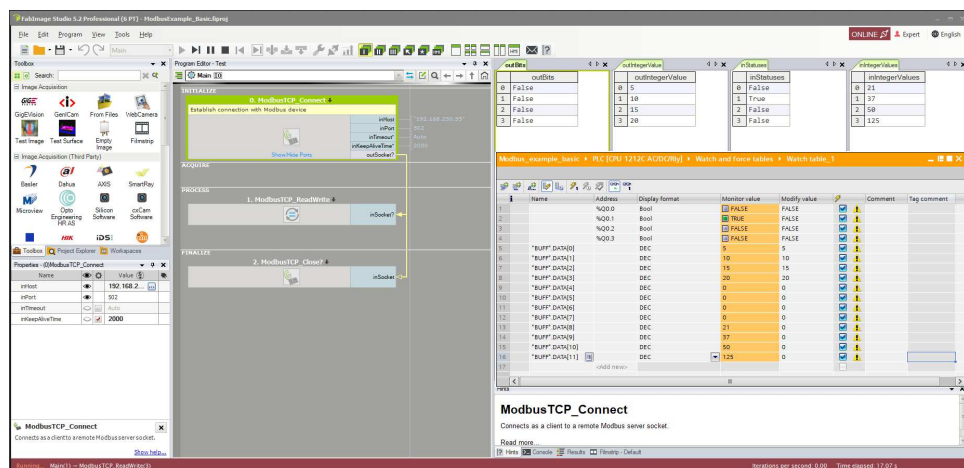 FabImage Studio 5.2 Professional (6 PT) - ModbusExample_Basic.fiproj
File Edit Program View Tools Help
ONLINE Expert English
Main
Toolbox
Search:
Image Acquisition
GigEVision GenICam From Files WebCamera
Test Image Test Surface Empty Image Filmstrip
Image Acquisition (Third Party)
Basler Dahua AXIS SmartRay
Microview Opto Engineering HR AS Silicon Software cxCam Software
HIK iDS
Toolbox Project Explorer Workspaces
Properties - (0)ModbusTCP_Connect
Name Value
inHost 192.168.2...
inPort 502
inTimeout Auto
inKeepAliveTime 2000
ModbusTCP_Connect
Connects as a client to a remote Modbus server socket.
Show help...
Program Editor - Test
Main
INITIALIZE
0. ModbusTCP_Connect
Establish connection with Modbus device
inHost
inPort 502
inTimeout* Auto
inKeepAliveTime* 2000
Show/Hide Ports
outSocket?
ACQUIRE
PROCESS
1. ModbusTCP_ReadWrite
inSocket?
FINALIZE
2. ModbusTCP_Close?
inSocket
outBits outIntegerValue inStatuses inIntegerValues
outBits outIntegerValue inStatuses inIntegerValues
0 False 0 5 0 False 0 21
1 False 1 10 1 True 1 37
2 False 2 15 2 False 2 50
3 False 3 20 3 False 3 125
Modbus_example_basic PLC [CPU 1212C AC/DC/Rly] Watch and force tables Watch table_1
i Name Address Display format Monitor value Modify value Comment Tag comment
1 %Q0.0 Bool FALSE FALSE
2 %Q0.1 Bool TRUE FALSE
3 %Q0.2 Bool FALSE FALSE
4 %Q0.3 Bool FALSE FALSE
5 "BUFF".DATA[0] DEC 5 5
6 "BUFF".DATA[1] DEC 10 10
7 "BUFF".DATA[2] DEC 15 15
8 "BUFF".DATA[3] DEC 20 20
9 "BUFF".DATA[4] DEC 0 0
10 "BUFF".DATA[5] DEC 0 0
11 "BUFF".DATA[6] DEC 0 0
12 "BUFF".DATA[7] DEC 0 0
13 "BUFF".DATA[8] DEC 21 0
14 "BUFF".DATA[9] DEC 37 0
15 "BUFF".DATA[10] DEC 50 0
16 "BUFF".DATA[11] DEC 125 0
17 <Add new>
Hints
ModbusTCP_Connect
Connects as a client to a remote Modbus server socket.
Read more...
Hints Console Results Filmstrip - Default
Running... Main(1) — ModbusTCP_ReadWrite(3)
Iterations per second: 0.00 Time elapsed: 17.07 s